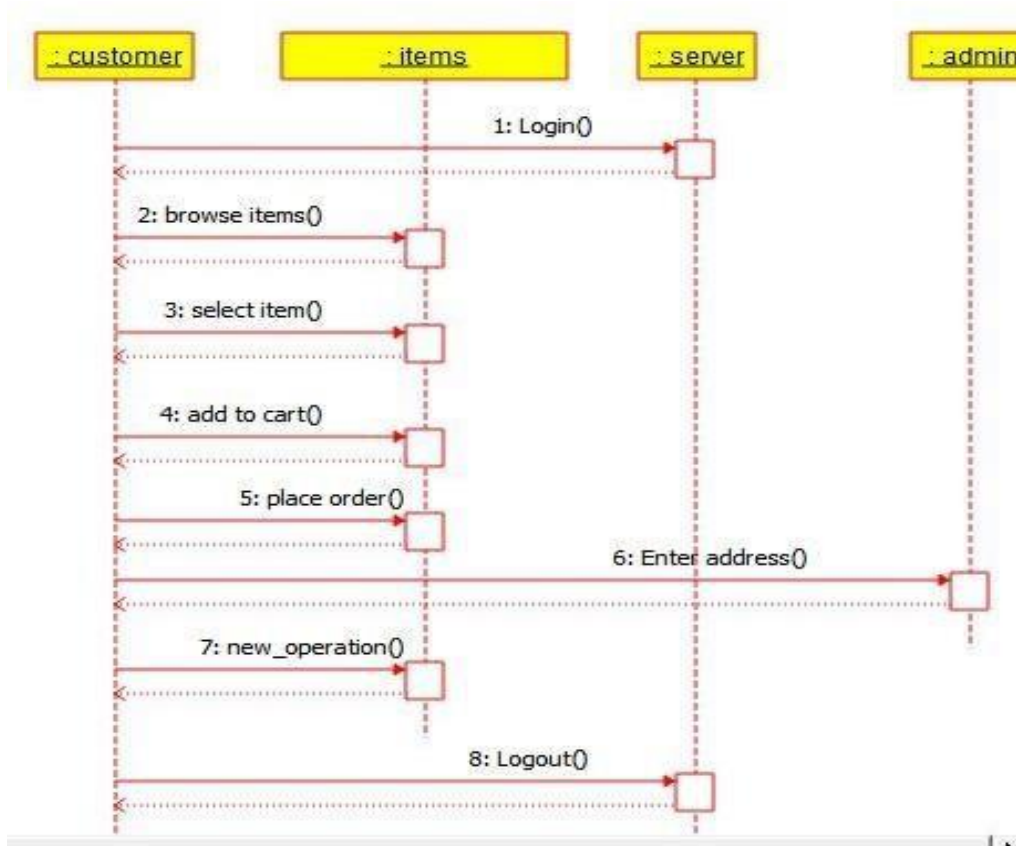 : customer
: items
: server
: admin
1: Login()
2: browse items()
3: select item()
4: add to cart()
5: place order()
6: Enter address()
7: new_operation()
8: Logout()